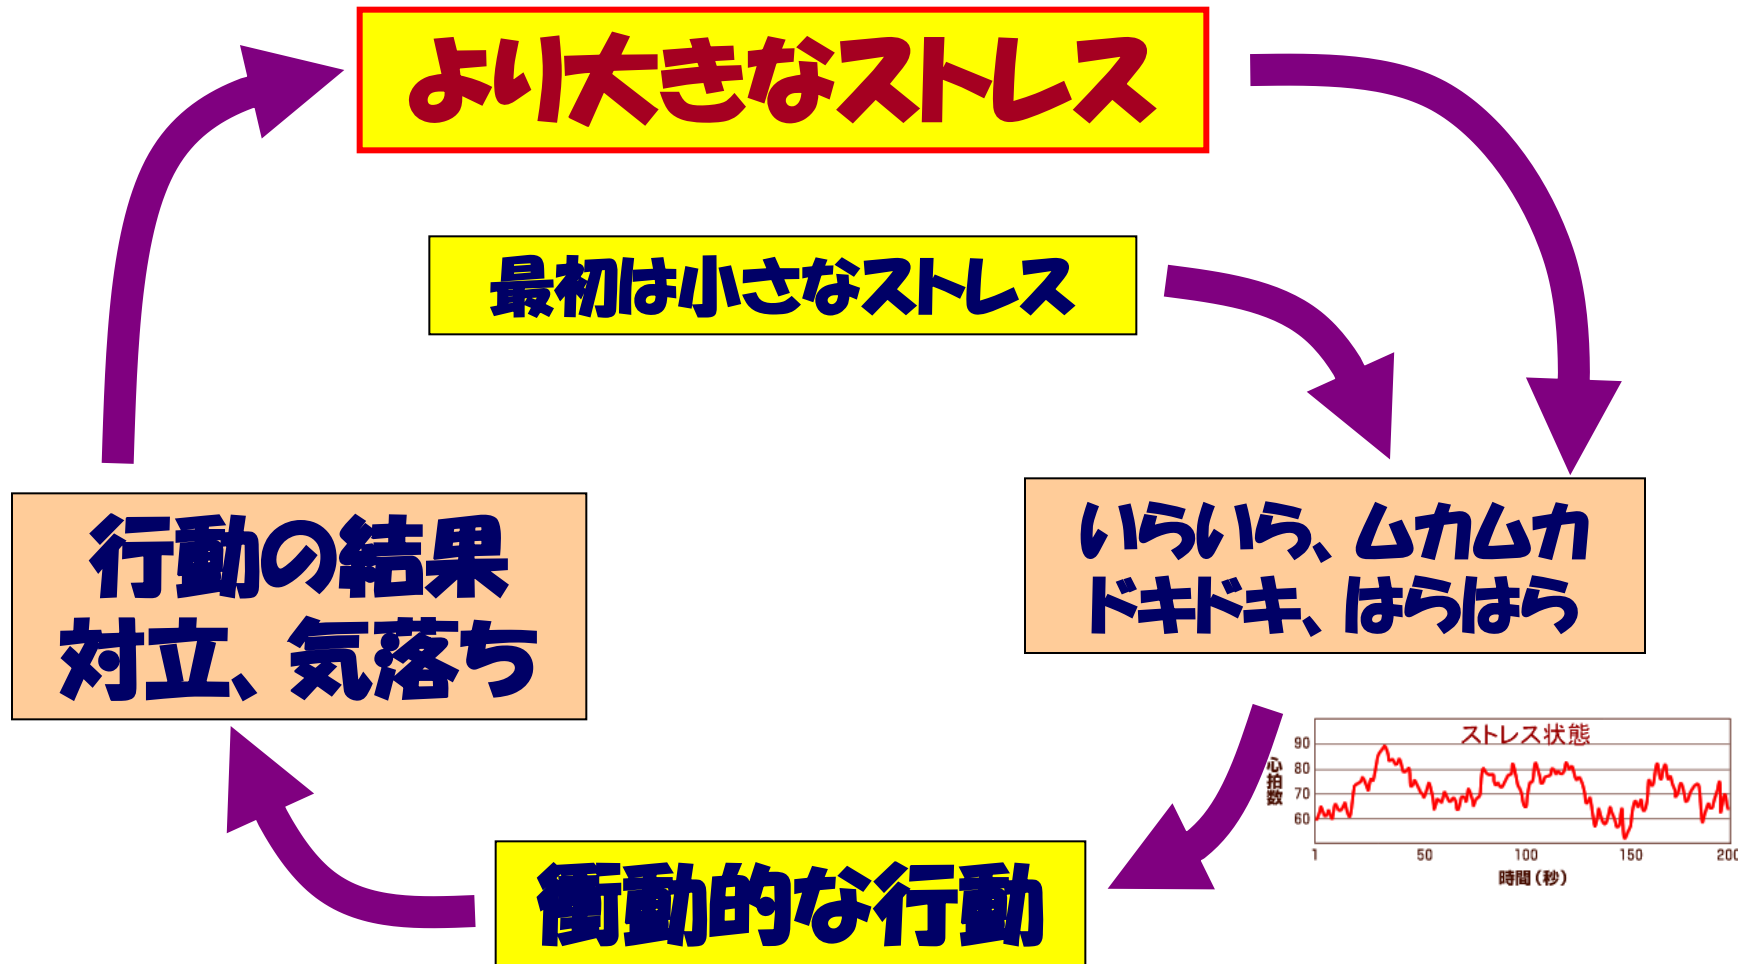 より大きなストレス
最初は小さなストレス
行動の結果
対立、気落ち
いらいら、ムカムカ
ドキドキ、はらはら
衝動的な行動
ストレス状態
心拍数
90
80
70
60
1 50 100 150 200
時間(秒)